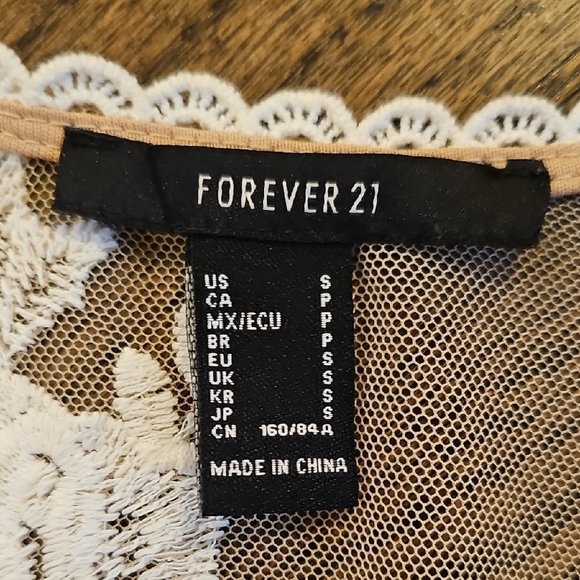 FOREVER 21
US S
CA P
MX/ECU P
BR P
EU S
UK S
KR S
JP S
CN 160/84A
MADE IN CHINA